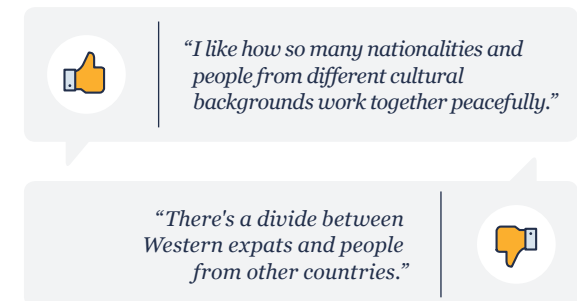 “I like how so many nationalities and
people from different cultural
backgrounds work together peacefully.”
“There's a divide between
Western expats and people
from other countries.”